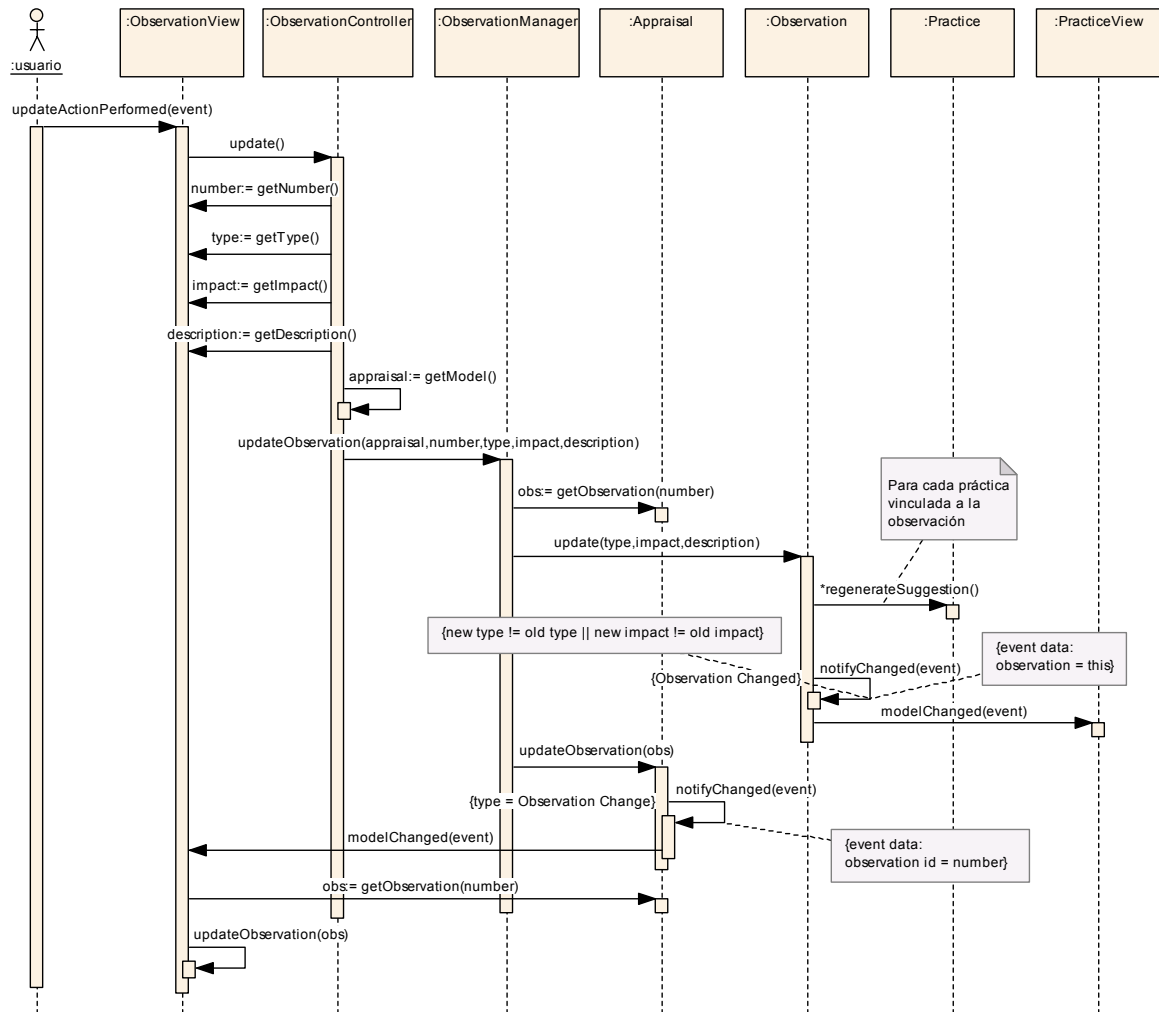 :usuario
:ObservationView
:ObservationController
:ObservationManager
:Appraisal
:Observation
:Practice
:PracticeView
updateActionPerformed(event)
update()
number:= getNumber()
type:= getType()
impact:= getImpact()
description:= getDescription()
appraisal:= getModel()
updateObservation(appraisal,number,type,impact,description)
obs:= getObservation(number)
Para cada práctica
vinculada a la
observación
update(type,impact,description)
*regenerateSuggestion()
{new type != old type || new impact != old impact}
{event data:
observation = this}
notifyChanged(event)
{Observation Changed}
modelChanged(event)
updateObservation(obs)
notifyChanged(event)
{type = Observation Change}
modelChanged(event)
{event data:
observation id = number}
obs:= getObservation(number)
updateObservation(obs)